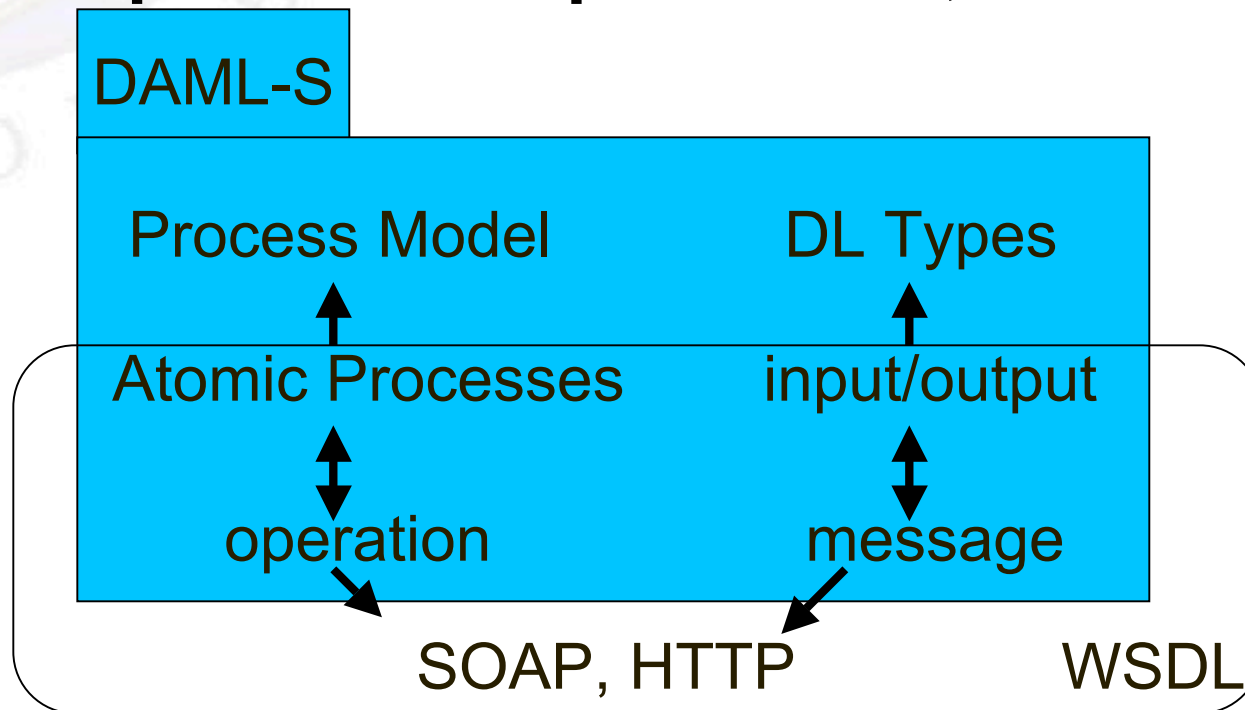 DAML-S
Process Model DL Types
Atomic Processes input/output
operation message
SOAP, HTTP WSDL